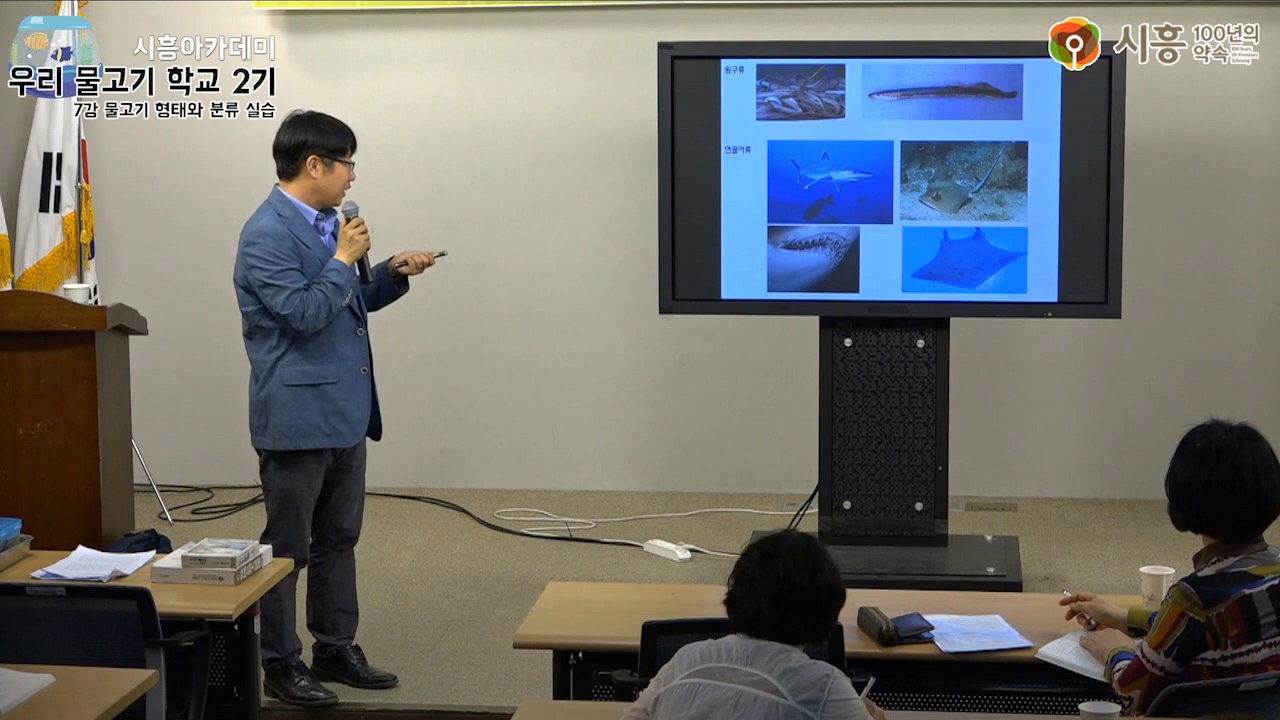 시흥아카데미
우리 물고기 학교 2기
7강 물고기 형태와 분류 실습
시흥
100년의
약속
원구류
연골어류